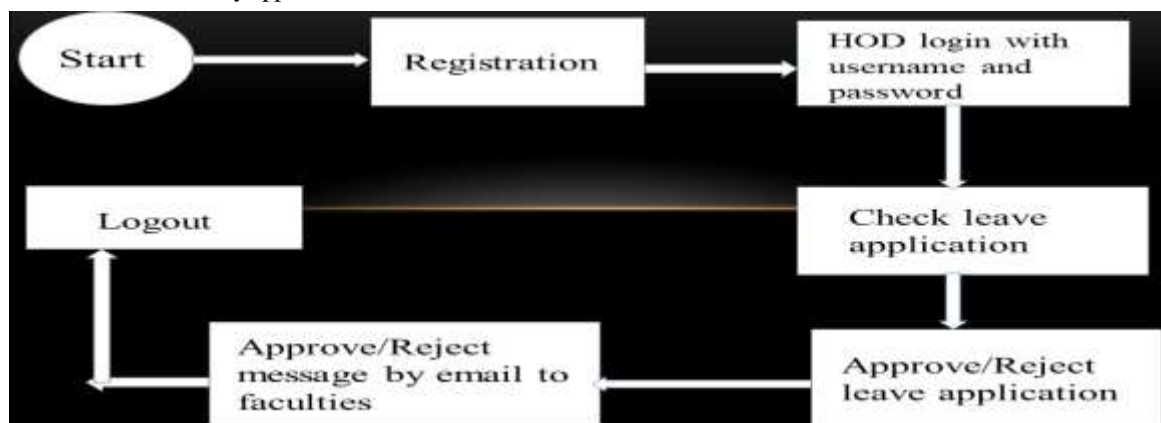 Start
Registration
HOD login with
username and
password
Check leave
application
Logout
Approve/Reject
leave application
Approve/Reject
message by email to
faculties